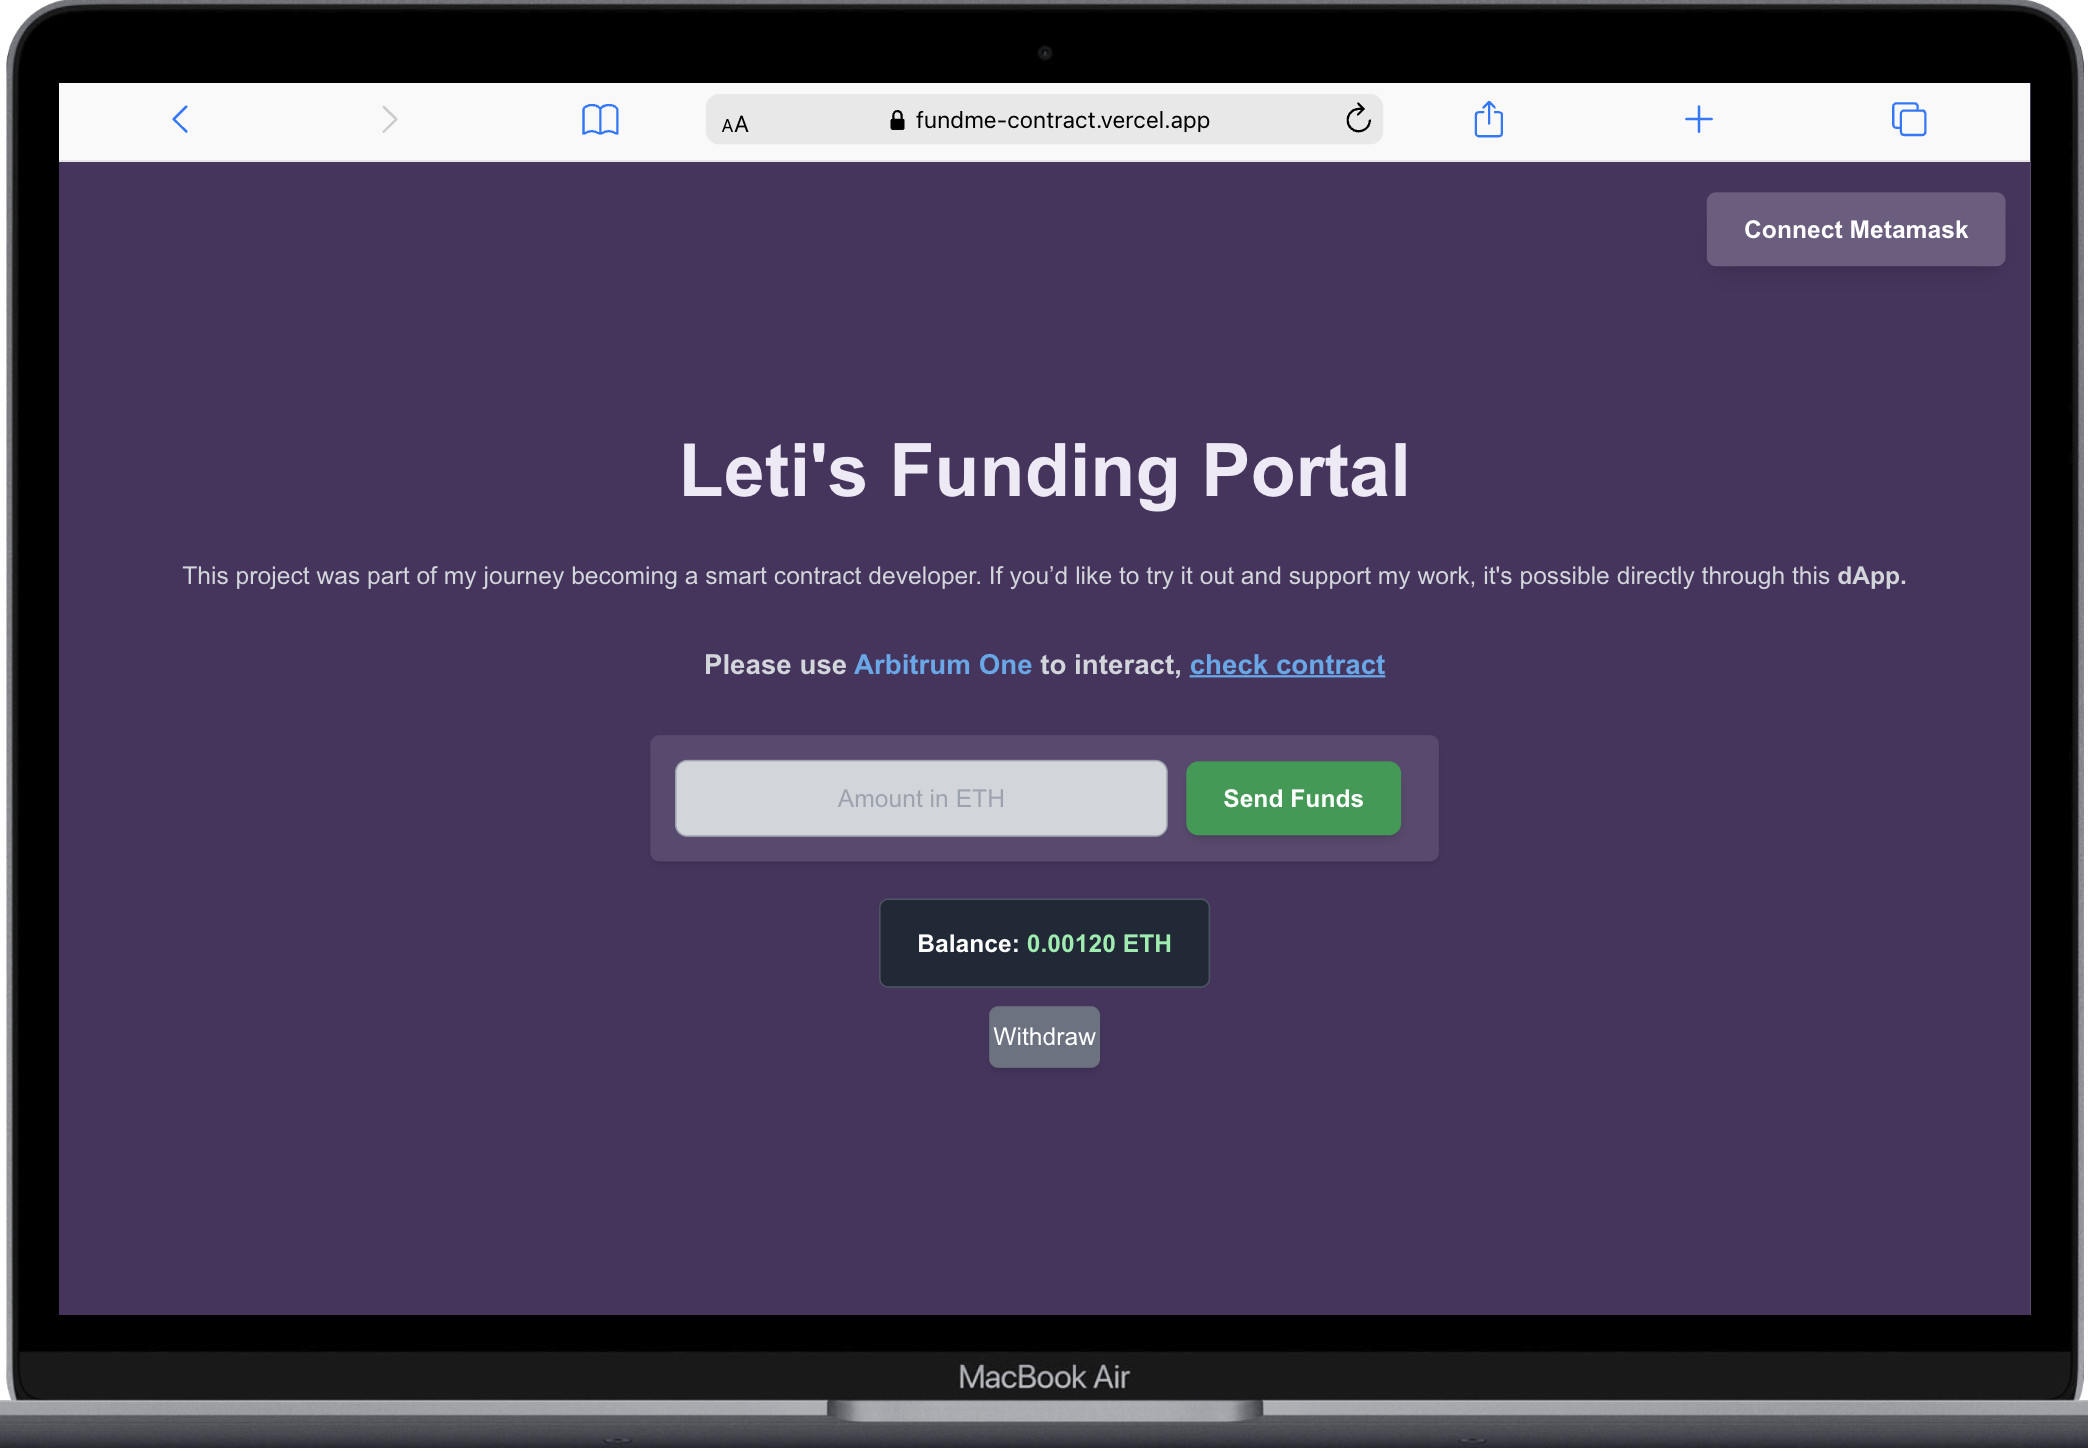 AA
fundme-contract.vercel.app
Connect Metamask
Leti's Funding Portal
This project was part of my journey becoming a smart contract developer. If you’d like to try it out and support my work, it's possible directly through this dApp.
Please use Arbitrum One to interact, check contract
Amount in ETH
Send Funds
Balance: 0.00120 ETH
Withdraw
MacBook Air